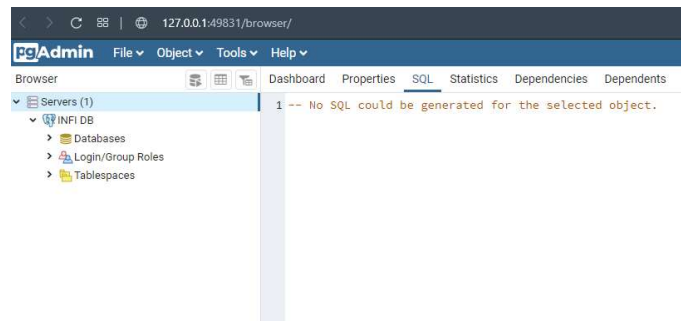 127.0.0.1:49831/browser/
pgAdmin File Object Tools Help
Browser
Dashboard Properties SQL Statistics Dependencies Dependents
Servers (1)
INFI DB
Databases
Login/Group Roles
Tablespaces
1 -- No SQL could be generated for the selected object.